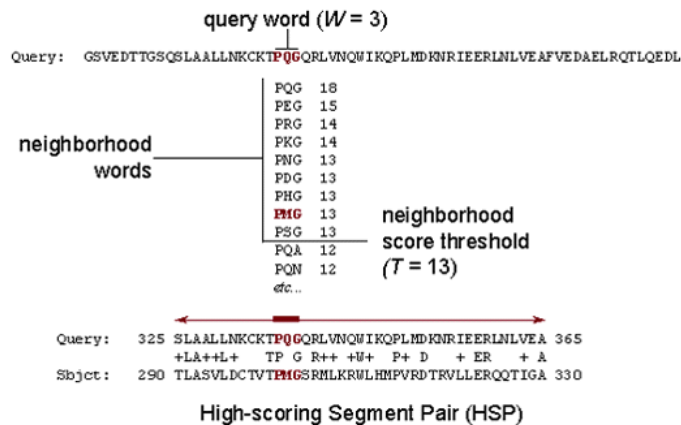 query word (W = 3)
Query: GSVEDTTGSQSLAALLNKCKTPQGQRLVNQWIKQPLMDKNRIEERLNLVEAFVEDAELRQTLQEDL
PQG 18
PEG 15
PRG 14
PKG 14
PNG 13
PDG 13
PHG 13
PMG 13
PSG 13
PQA 12
PQN 12
etc...
neighborhood
words
neighborhood
score threshold
(T = 13)
Query: 325 SLAALLNKCKTPQGQRLVNQWIKQPLMDKNRIEERLNLVEA 365
+LA++L+ TP G R++ +W+ P+ D + ER + A
Sbjct: 290 TLASVLDCTVTPMGSRMLKRWLHMPVRDTRVLLERQQTIGA 330
High-scoring Segment Pair (HSP)